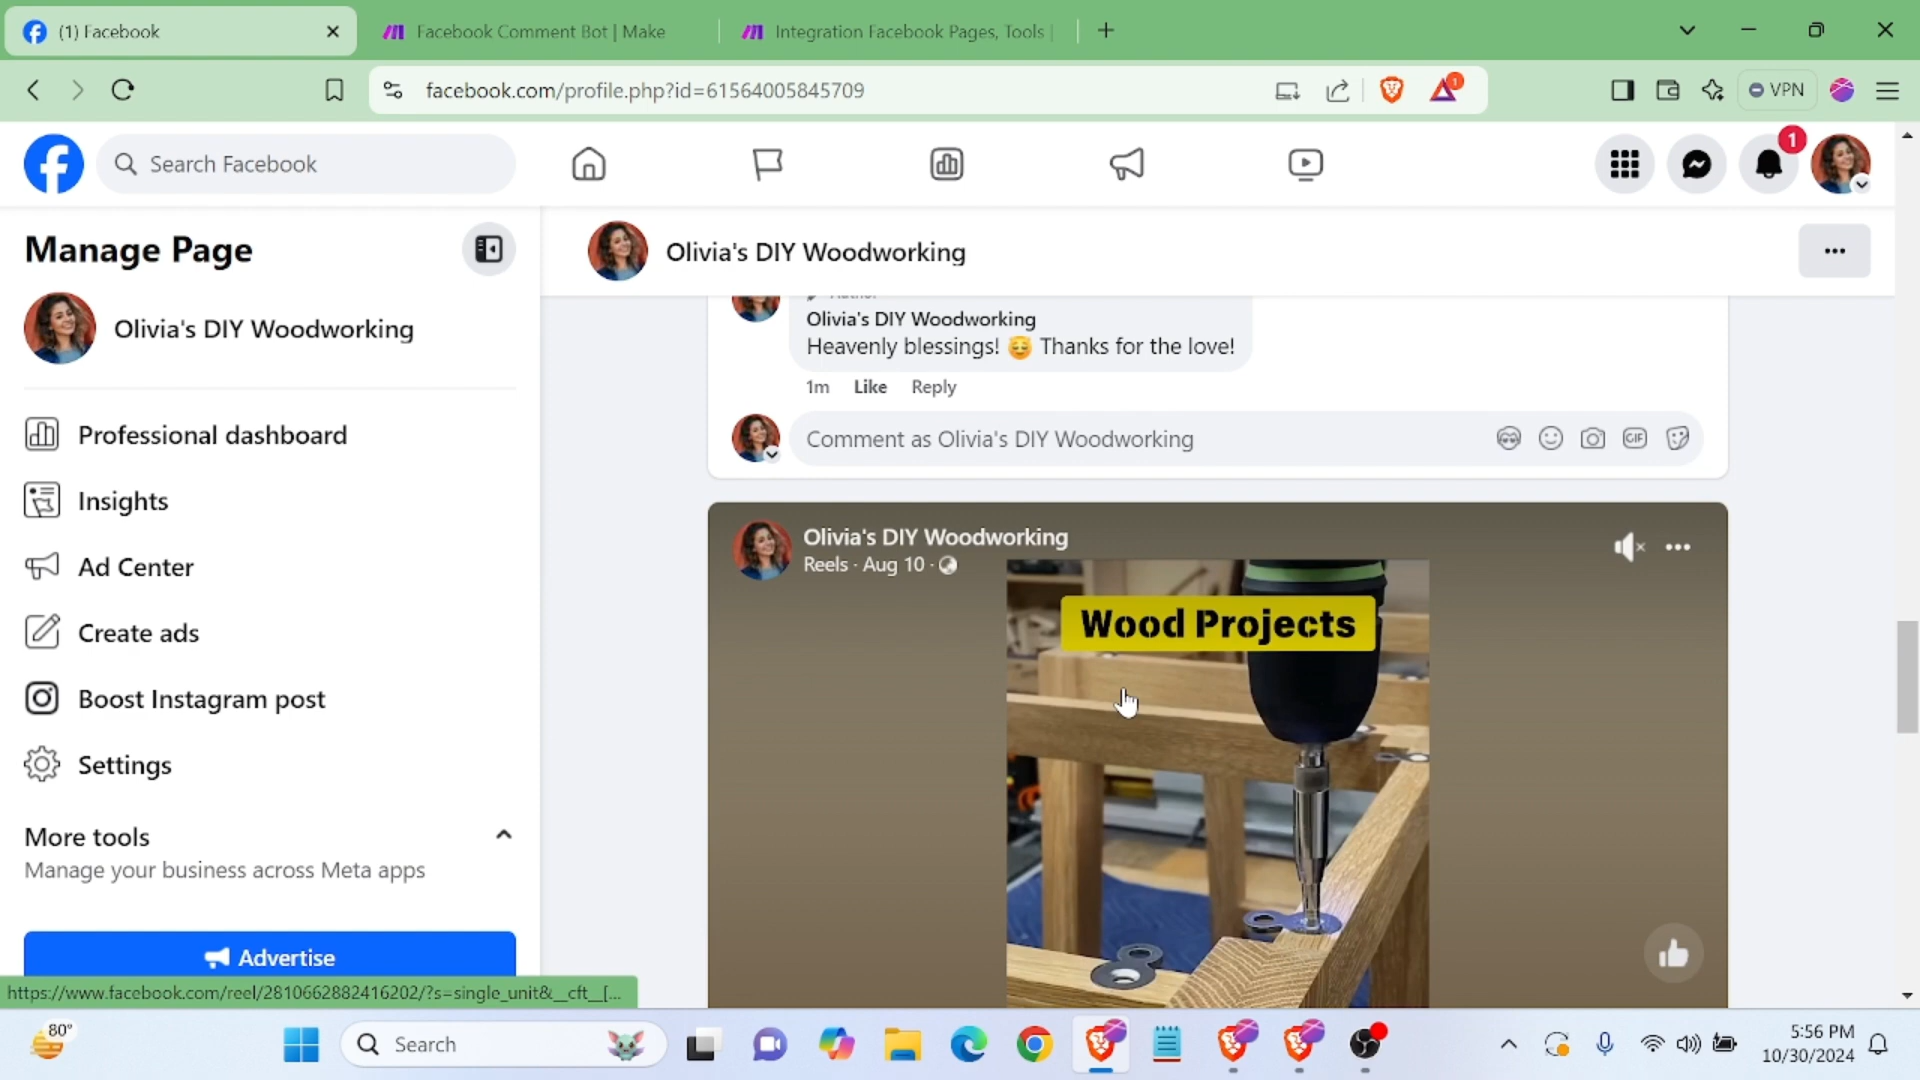 (1) Facebook
Facebook Comment Bot | Make
Integration Facebook Pages, Tools |
facebook.com/profile.php?id=61564005845709
1
VPN
Search Facebook
1
Manage Page
Olivia's DIY Woodworking
Olivia's DIY Woodworking
Professional dashboard
Insights
Ad Center
Create ads
Boost Instagram post
Settings
More tools
Manage your business across Meta apps
Advertise
Olivia's DIY Woodworking
Heavenly blessings! 😌 Thanks for the love!
1m Like Reply
Comment as Olivia's DIY Woodworking
GIF
Olivia's DIY Woodworking
Reels · Aug 10 ·
Wood Projects
https://www.facebook.com/reel/2810662882416202/?s=single_unit&__cft__[...
80°
Search
5:56 PM
10/30/2024